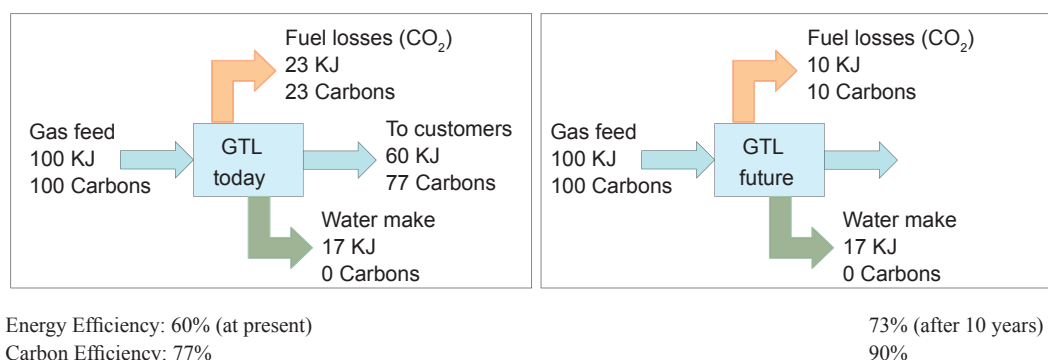 Fuel losses (CO₂)
23 KJ
23 Carbons
Gas feed
100 KJ
100 Carbons
GTL
today
To customers
60 KJ
77 Carbons
Water make
17 KJ
0 Carbons
Fuel losses (CO₂)
10 KJ
10 Carbons
Gas feed
100 KJ
100 Carbons
GTL
future
Water make
17 KJ
0 Carbons
Energy Efficiency: 60% (at present) 73% (after 10 years)
Carbon Efficiency: 77% 90%